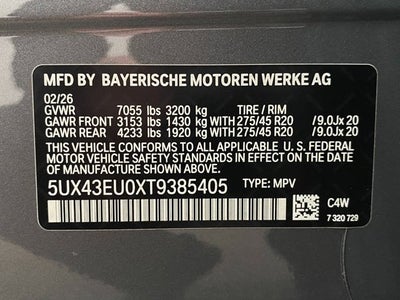 MFD BY BAYERISCHE MOTOREN WERKE AG
02/26
GVWR 7055 lbs 3200 kg TIRE / RIM
GAWR FRONT 3153 lbs 1430 kg WITH 275/45 R20 /9.0Jx 20
GAWR REAR 4233 lbs 1920 kg WITH 275/45 R20 /9.0Jx 20
THIS VEHICLE CONFORMS TO ALL APPLICABLE U. S. FEDERAL
MOTOR VEHICLE SAFETY STANDARDS IN EFFECT ON THE
DATE OF MANUFACTURE SHOWN ABOVE.
5UX43EU0XT9385405 TYPE: MPV
C4W
7 320 729